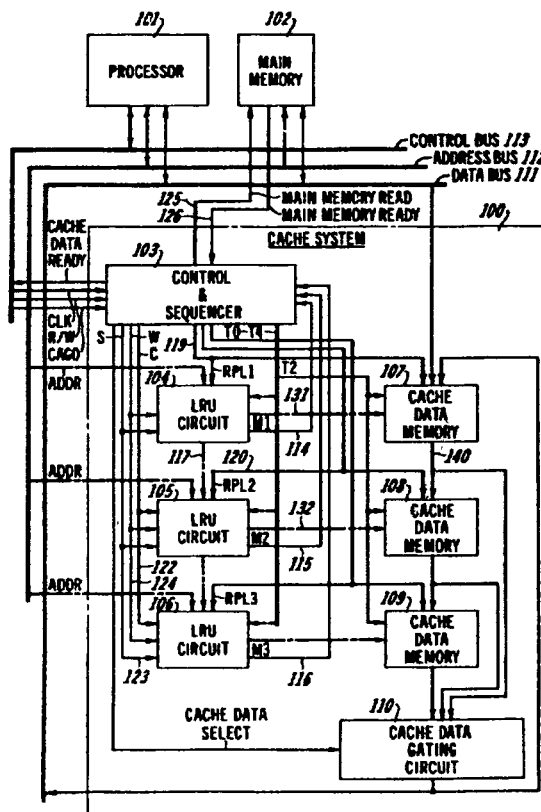 101
102
PROCESSOR
MAIN
MEMORY
CONTROL BUS 113
ADDRESS BUS 112
DATA BUS 111
125
126
MAIN MEMORY READ
MAIN MEMORY READY
100
CACHE SYSTEM
CACHE
DATA
READY
103
CONTROL
&
SEQUENCER
CLK
R/W
CAGO
S
W
C
119
T0-T4
T2
ADDR
104
RPL1
131
107
LRU
CIRCUIT
M1
114
CACHE
DATA
MEMORY
117
120
140
ADDR
105
RPL2
132
108
LRU
CIRCUIT
M2
115
CACHE
DATA
MEMORY
122
124
ADDR
106
RPL3
109
LRU
CIRCUIT
M3
116
CACHE
DATA
MEMORY
123
110
CACHE DATA
SELECT
CACHE DATA
GATING
CIRCUIT